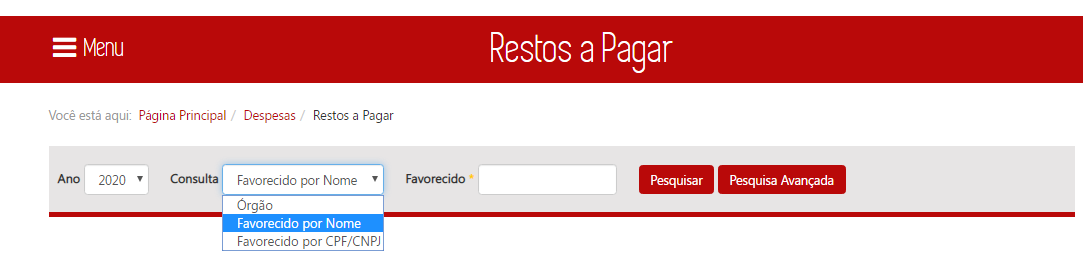 Menu
Restos a Pagar
Você está aqui: Página Principal / Despesas / Restos a Pagar
Ano 2020 Consulta Favorecido por Nome Favorecido * Pesquisar Pesquisa Avançada
Órgão
Favorecido por Nome
Favorecido por CPF/CNPJ